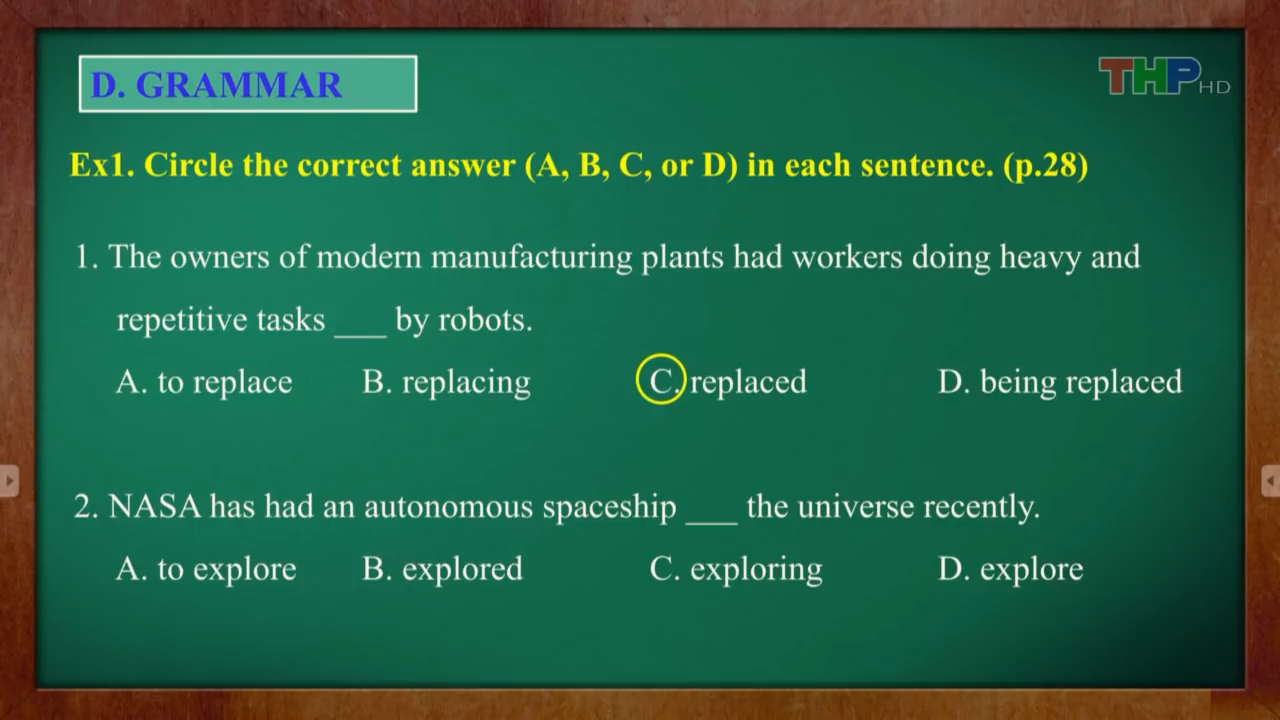 D. GRAMMAR
THP HD
Ex1. Circle the correct answer (A, B, C, or D) in each sentence. (p.28)
1. The owners of modern manufacturing plants had workers doing heavy and
repetitive tasks ___ by robots.
A. to replace B. replacing C. replaced D. being replaced
2. NASA has had an autonomous spaceship ___ the universe recently.
A. to explore B. explored C. exploring D. explore